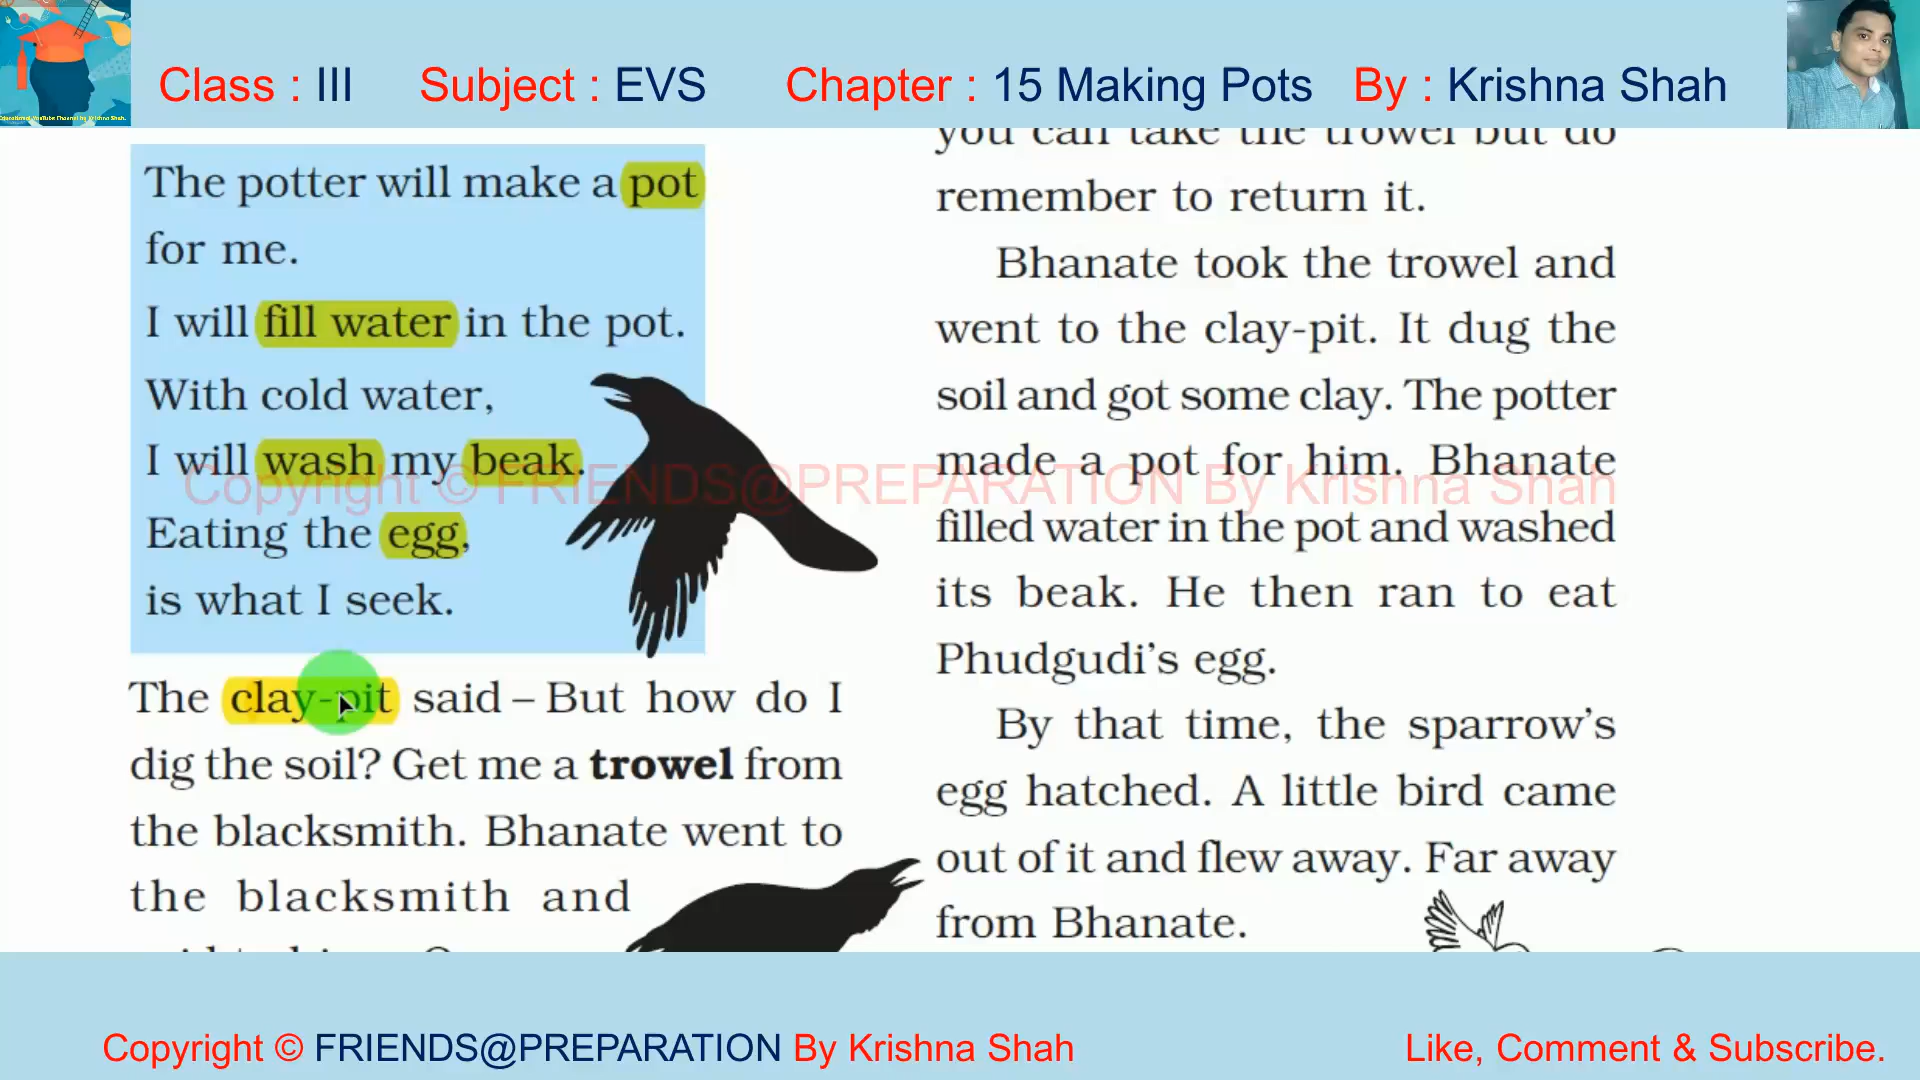 Class : III Subject : EVS Chapter : 15 Making Pots By : Krishna Shah
The potter will make a pot
for me.
I will fill water in the pot.
With cold water,
I will wash my beak.
Eating the egg,
is what I seek.
The clay-pit said – But how do I
dig the soil? Get me a trowel from
the blacksmith. Bhanate went to
the blacksmith and
you can take the trowel but do
remember to return it.
Bhanate took the trowel and
went to the clay-pit. It dug the
soil and got some clay. The potter
made a pot for him. Bhanate
filled water in the pot and washed
its beak. He then ran to eat
Phudgudi's egg.
By that time, the sparrow's
egg hatched. A little bird came
out of it and flew away. Far away
from Bhanate.
Copyright © FRIENDS@PREPARATION By Krishna Shah
Copyright © FRIENDS@PREPARATION By Krishna Shah Like, Comment & Subscribe.